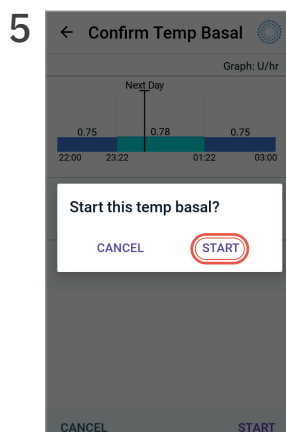 5
Confirm Temp Basal
Graph: U/hr
Next Day
0.75 0.78 0.75
22:00 23:22 01:22 03:00
Start this temp basal?
CANCEL START
CANCEL START